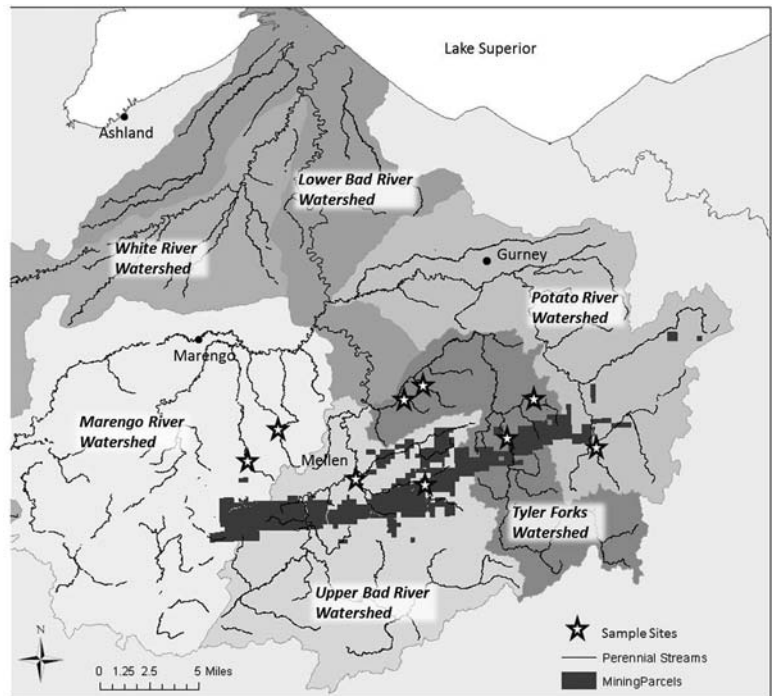 Lake Superior
Ashland
Lower Bad River
Watershed
White River
Watershed
Gurney
Potato River
Watershed
Marengo
Marengo River
Watershed
Mellen
Tyler Forks
Watershed
Upper Bad River
Watershed
N
0 1.25 2.5 5 Miles
Sample Sites
Perennial Streams
MiningParcels